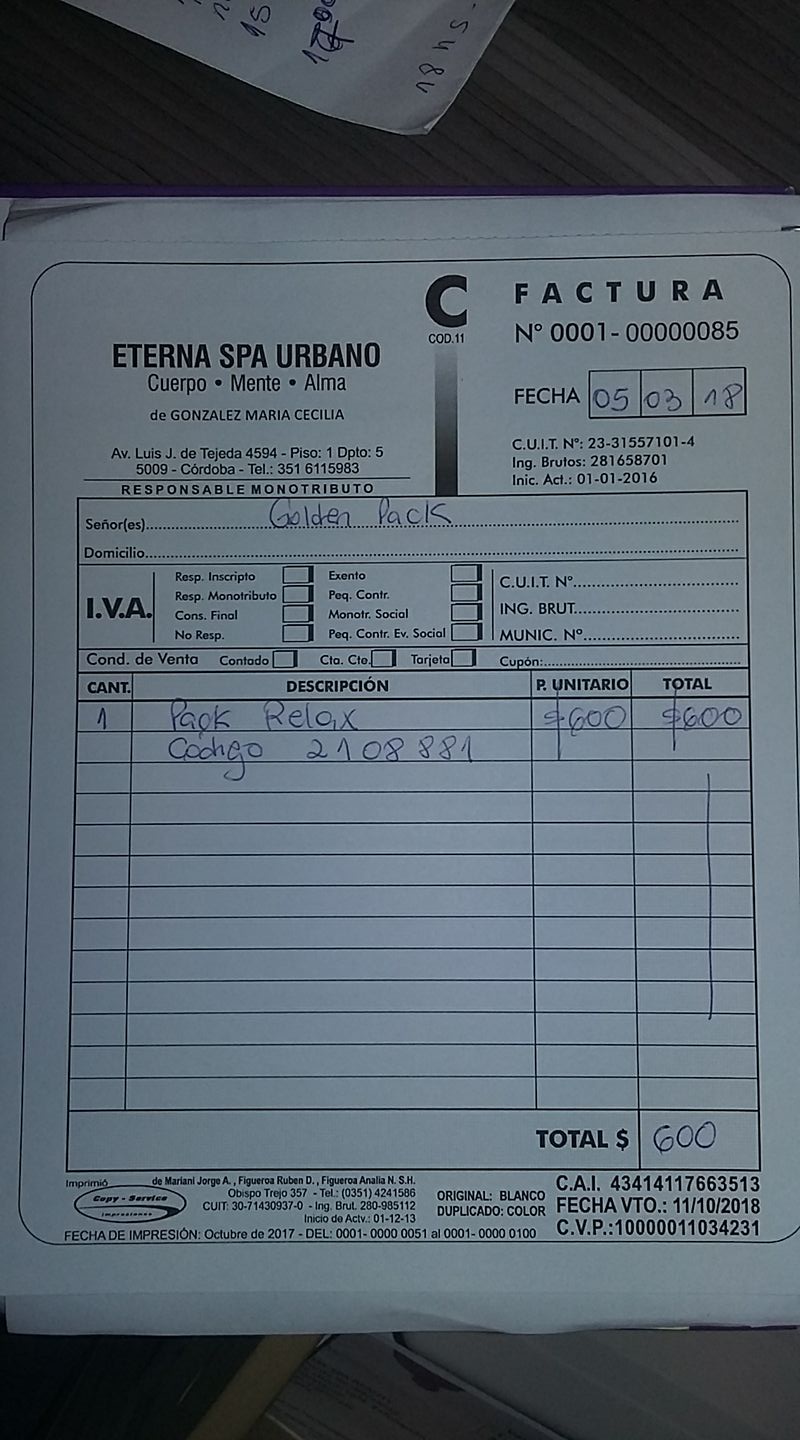 18 hs.
15
C
COD.11
FACTURA
Nº 0001-00000085
ETERNA SPA URBANO
Cuerpo • Mente • Alma
de GONZALEZ MARIA CECILIA
FECHA 05 03 18
Av. Luis J. de Tejeda 4594 - Piso: 1 Dpto: 5
5009 - Córdoba - Tel.: 351 6115983
RESPONSABLE MONOTRIBUTO
C.U.I.T. Nº: 23-31557101-4
Ing. Brutos: 281658701
Inic. Act.: 01-01-2016
Señor(es) Golden Pack
Domicilio
I.V.A.
Resp. Inscripto
Resp. Monotributo
Cons. Final
No Resp.
Exento
Peq. Contr.
Monotr. Social
Peq. Contr. Ev. Social
C.U.I.T. Nº
ING. BRUT.
MUNIC. Nº
Cond. de Venta Contado Cta. Cte. Tarjeta Cupón:
CANT. DESCRIPCIÓN P. UNITARIO TOTAL
1 Pack Relax $600 $600
Código 2108881
TOTAL $ 600
Imprimió
Copy - Service
Impresiones
de Mariani Jorge A. , Figueroa Ruben D. , Figueroa Analia N. S.H.
Obispo Trejo 357 - Tel.: (0351) 4241586
CUIT: 30-71430937-0 - Ing. Brut. 280-985112
Inicio de Actv.: 01-12-13
ORIGINAL: BLANCO
DUPLICADO: COLOR
C.A.I. 43414117663513
FECHA VTO.: 11/10/2018
C.V.P.:10000011034231
FECHA DE IMPRESIÓN: Octubre de 2017 - DEL: 0001- 0000 0051 al 0001- 0000 0100